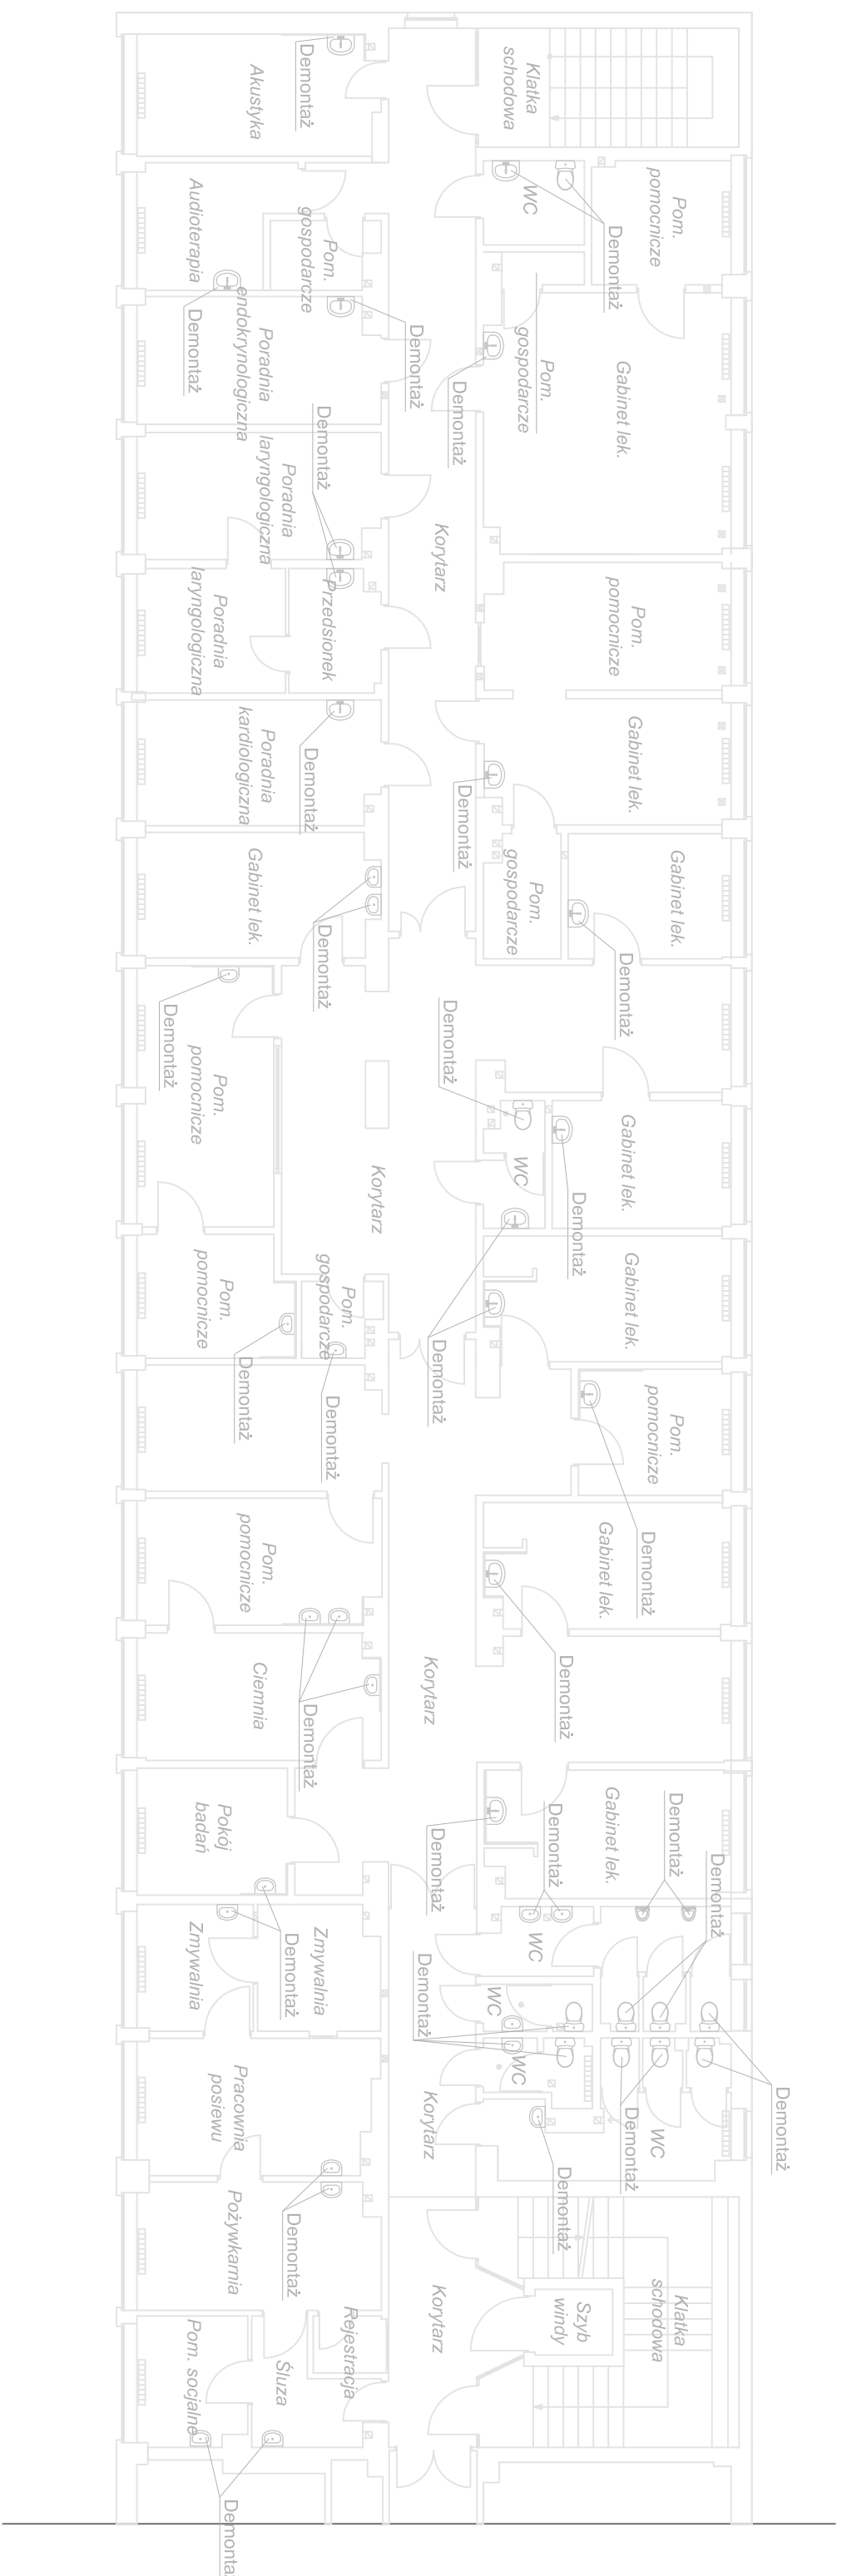 Demontaż
Akustyka
Klatka
schodowa
WC
Pom.
pomocnicze
Demontaż
Audioterapia
Pom.
gospodarcze
Demontaż
Poradnia
endokrynologiczna
Demontaż
Demontaż
Pom.
gospodarcze
Gabinet lek.
Demontaż
Poradnia
laryngologiczna
Korytarz
Poradnia
laryngologiczna
Przedsionek
Pom.
pomocnicze
Poradnia
kardiologiczna
Demontaż
Demontaż
Gabinet lek.
Gabinet lek.
Demontaż
Pom.
gospodarcze
Gabinet lek.
Demontaż
Demontaż
Pom.
pomocnicze
Demontaż
WC
Gabinet lek.
Demontaż
Korytarz
Pom.
pomocnicze
Pom.
gospodarcze
Gabinet lek.
Demontaż
Demontaż
Demontaż
Pom.
pomocnicze
Demontaż
Pom.
pomocnicze
Gabinet lek.
Ciemnia
Demontaż
Korytarz
Demontaż
Pokój
badań
Demontaż
Demontaż
Gabinet lek.
Demontaż
Demontaż
Zmywalnia
Zmywalnia
Demontaż
WC
Demontaż
WC
WC
Demontaż
Demontaż
WC
Pracownia
posiewu
Korytarz
Demontaż
Pożywkarnia
Demontaż
Korytarz
Szyb
windy
Klatka
schodowa
Rejestracja
Śluza
Pom. socjalne
Demontaż